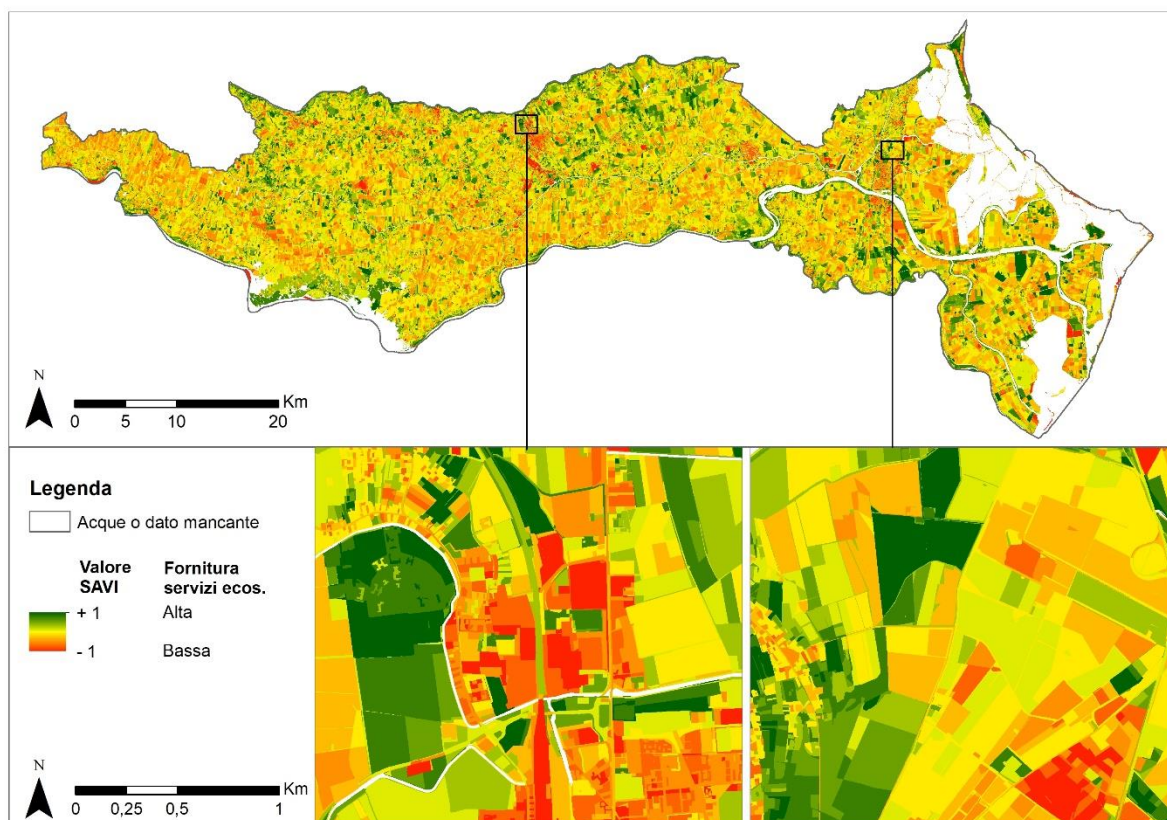 N
Km
0 5 10 20
Legenda
Acque o dato mancante
Valore SAVI
Fornitura servizi ecos.
+ 1 Alta
- 1 Bassa
N
Km
0 0,25 0,5 1